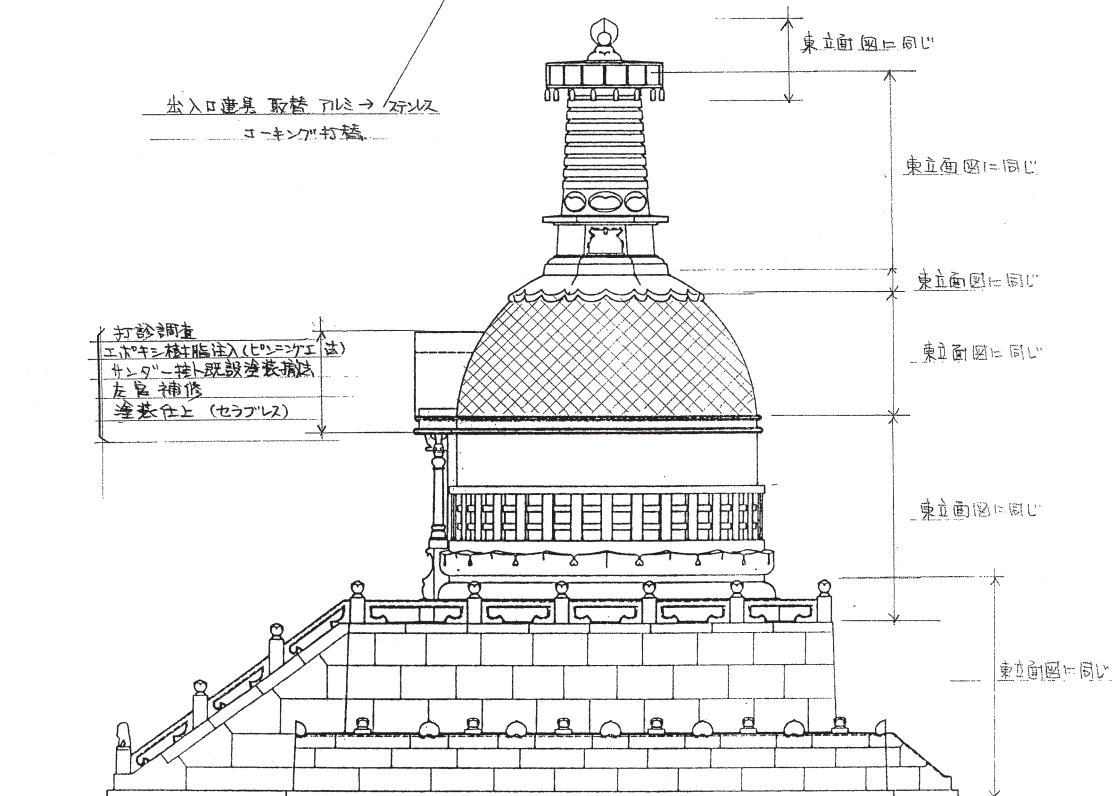 東立面図に同じ
出入口建具 取替 アルミ→ ステンレス
コーキング打替
東立面図に同じ
東立面図に同じ
打診調査
エポキシ樹脂注入(ピンニング工法)
サンダー掛ト既設塗装撤去
左官補修
塗装仕上 (セラプレス)
東立面図に同じ
東立面図に同じ
東立面図に同じ